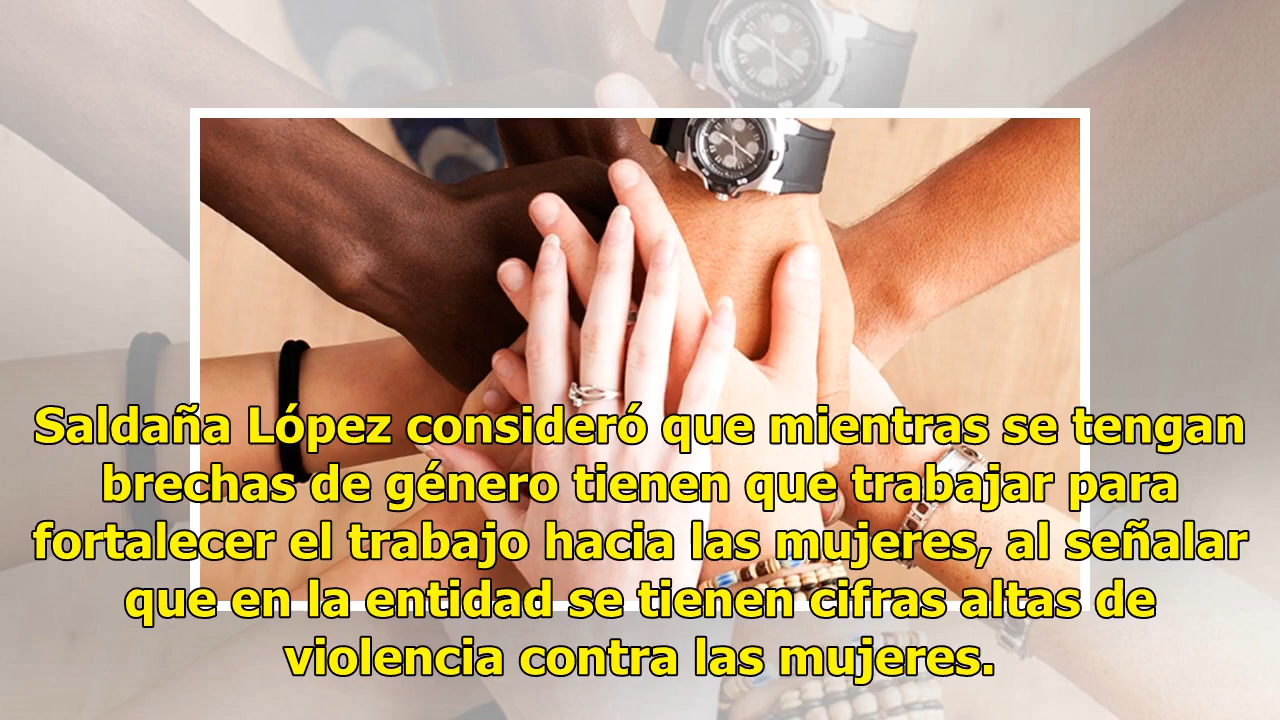 Saldaña López consideró que mientras se tengan
brechas de género tienen que trabajar para
fortalecer el trabajo hacia las mujeres, al señalar
que en la entidad se tienen cifras altas de
violencia contra las mujeres.